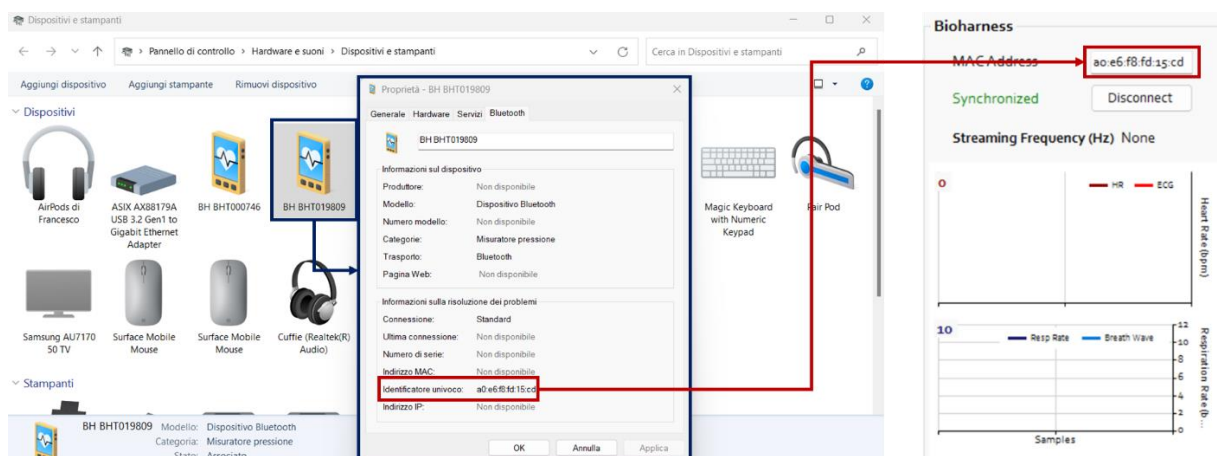 Dispositivi e stampanti
Pannello di controllo > Hardware e suoni > Dispositivi e stampanti
Cerca in Dispositivi e stampanti
Aggiungi dispositivo Aggiungi stampante Rimuovi dispositivo
Dispositivi
AirPods di
Francesco
ASIX AX88179A
USB 3.2 Gen1 to
Gigabit Ethernet
Adapter
BH BHT000746
BH BHT019809
Magic Keyboard
with Numeric
Keypad
Pair Pod
Samsung AU7170
50 TV
Surface Mobile
Mouse
Surface Mobile
Mouse
Cuffie (Realtek(R)
Audio)
Stampanti
BH BHT019809 Modello: Dispositivo Bluetooth
Categoria: Misuratore pressione
Stato: Associato
Proprietà - BH BHT019809
Generale Hardware Servizi Bluetooth
BH BHT019809
Informazioni sul dispositivo
Produttore: Non disponibile
Modello: Dispositivo Bluetooth
Numero modello: Non disponibile
Categorie: Misuratore pressione
Trasporto: Bluetooth
Pagina Web: Non disponibile
Informazioni sulla risoluzione dei problemi
Connessione: Standard
Ultima connessione: Non disponibile
Numero di serie: Non disponibile
Indirizzo MAC: Non disponibile
Identificatore univoco: a0:e6:f8:fd:15:cd
Indirizzo IP: Non disponibile
OK Annulla Applica
Bioharness
MAC Address a0:e6:f8:fd:15:cd
Synchronized Disconnect
Streaming Frequency (Hz) None
0 HR ECG
Heart Rate (bpm)
10 Resp Rate Breath Wave
12
10
8
6
4
2
0
Respiration Rate (b...
Samples